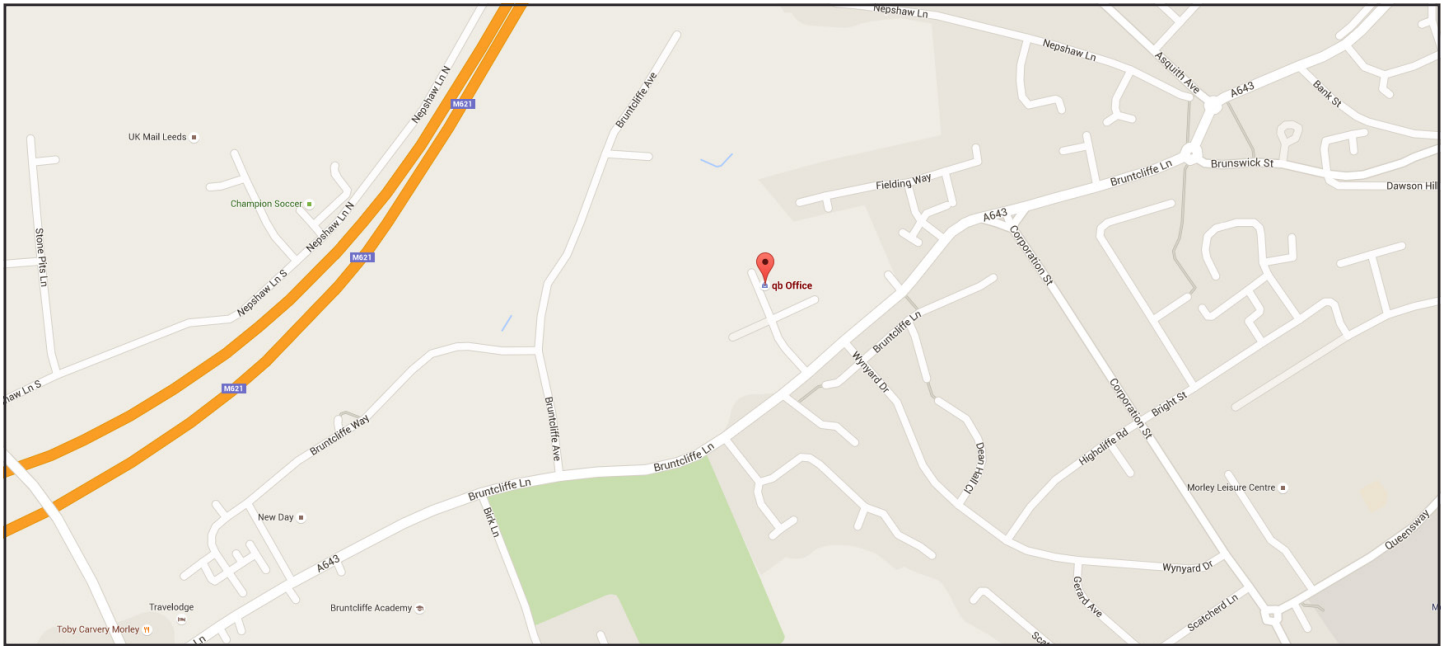 Nepshaw Ln
Nepshaw Ln
Asquith Ave
A643
Bank St
Nepshaw Ln N
M621
Bruntcliffe Ave
UK Mail Leeds
Bruntcliffe Ln
Brunswick St
Dawson Hill
Fielding Way
Champion Soccer
Nepshaw Ln N
A643
Stone Pits Ln
M621
Corporation St
qb Office
Nepshaw Ln S
Bruntcliffe Ln
Wynyard Dr
M621
haw Ln S
Corporation St
Bright St
Bruntcliffe Way
Bruntcliffe Ave
Highcliffe Rd
Bruntcliffe Ln
Dean Hall Cl
Bruntcliffe Ln
Morley Leisure Centre
New Day
Birk Ln
Queensway
A643
Wynyard Dr
Gerard Ave
Travelodge
Bruntcliffe Academy
Scatcherd Ln
Toby Carvery Morley
Ln